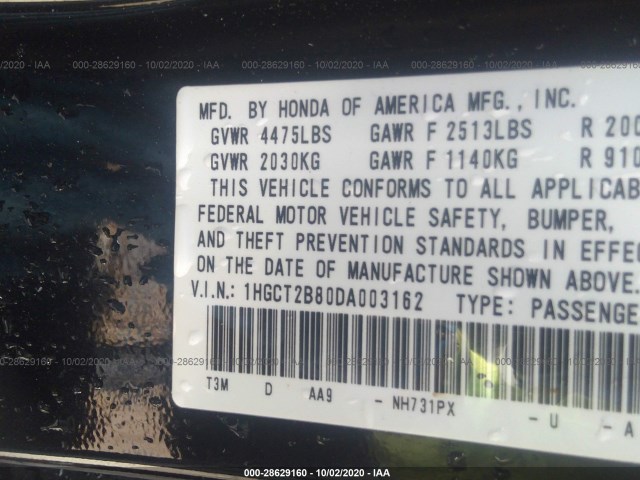 000-28629160 - 10/02/2020 - IAA
MFD. BY HONDA OF AMERICA MFG., INC.
GVWR 4475LBS GAWR F 2513LBS R 200
GVWR 2030KG GAWR F 1140KG R 910
THIS VEHICLE CONFORMS TO ALL APPLICAB
FEDERAL MOTOR VEHICLE SAFETY, BUMPER,
AND THEFT PREVENTION STANDARDS IN EFFEC
ON THE DATE OF MANUFACTURE SHOWN ABOVE.
V.I.N.: 1HGCT2B80DA003162 TYPE: PASSENGE
T3M D AA9 - NH731PX - U - A
000-28629160 - 10/02/2020 - IAA